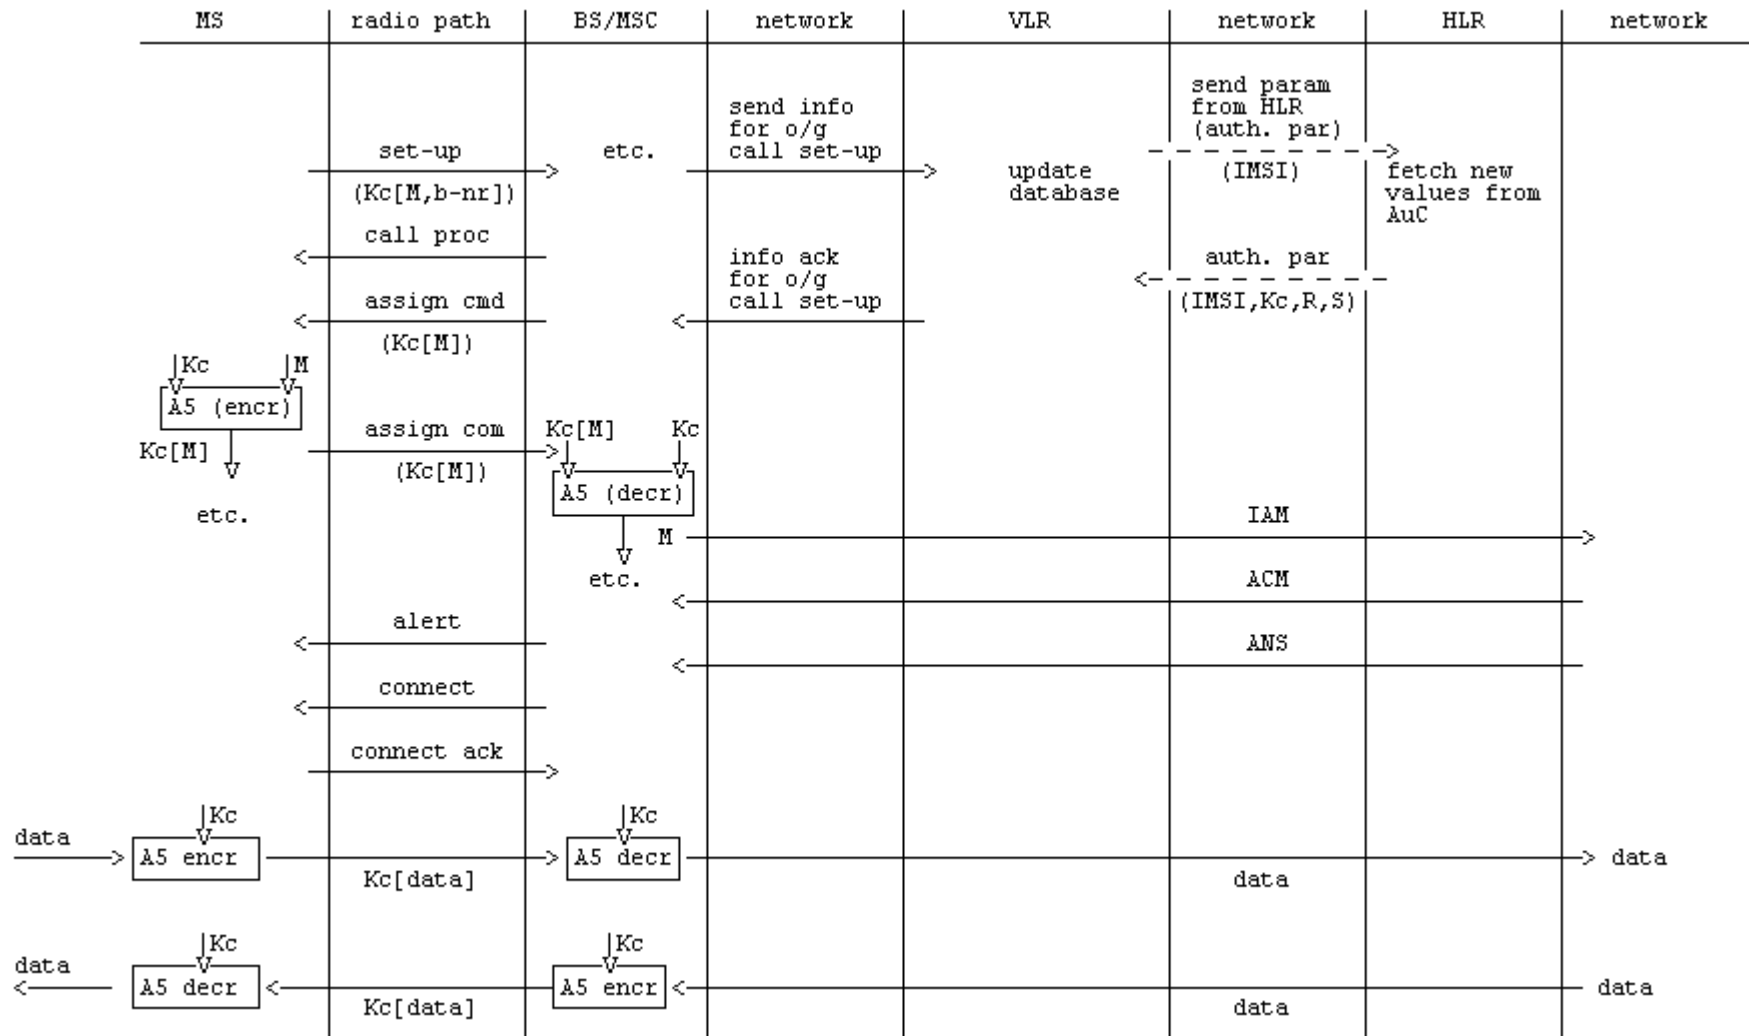 MS radio path BS/MSC network VLR network HLR network
send param
send info from HLR
for o/g (auth. par)
set-up etc. call set-up
update (IMSI) fetch new
(Kc[M,b-nr]) database values from
AuC
call proc
info ack auth. par
for o/g
assign cmd call set-up (IMSI,Kc,R,S)
(Kc[M])
Kc M
A5 (encr)
assign com Kc[M] Kc
Kc[M]
(Kc[M])
A5 (decr)
etc. IAM
M
etc. ACM
alert
ANS
connect
connect ack
Kc Kc
data
A5 encr A5 decr data
Kc[data] data
Kc Kc
data
A5 decr A5 encr data
Kc[data] data